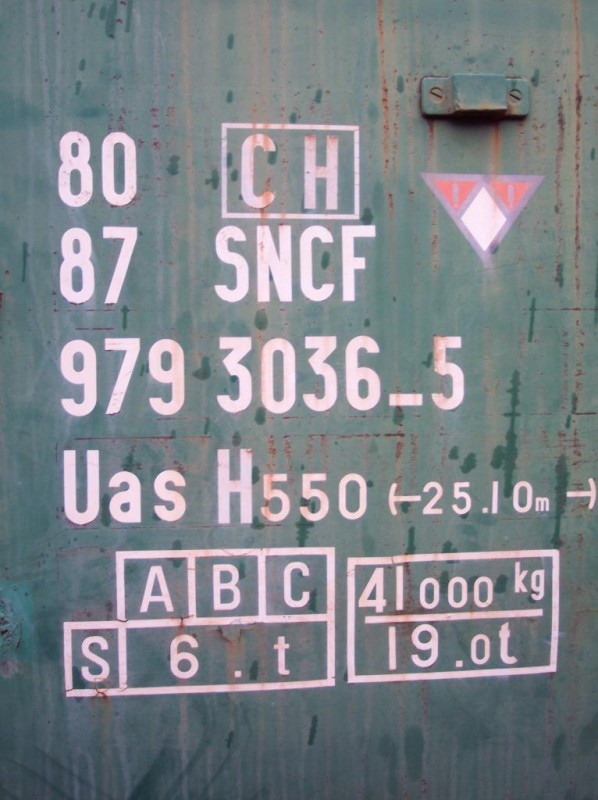 80 CH
87 SNCF
979 3036-5
Uas H550 (←25.10m→)
A B C
S 6.t
41000 kg
19.0t